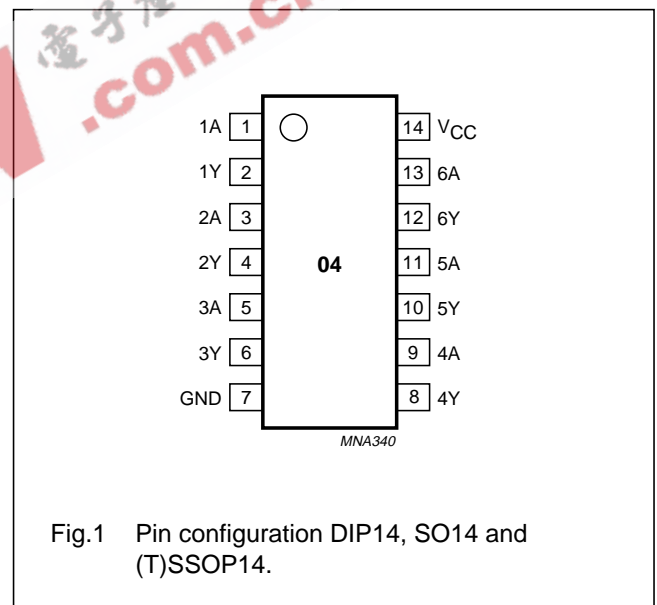 .com.cn
1A 1 14 VCC
1Y 2 13 6A
2A 3 12 6Y
2Y 4 04 11 5A
3A 5 10 5Y
3Y 6 9 4A
GND 7 8 4Y
MNA340
Fig.1 Pin configuration DIP14, SO14 and
(T)SSOP14.